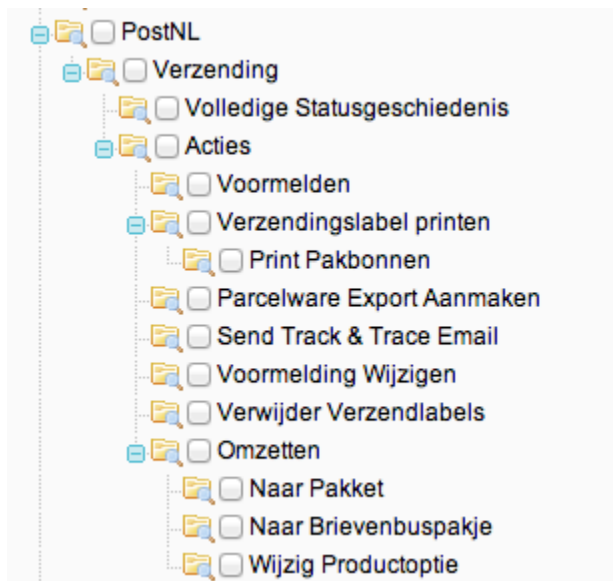 PostNL
Verzending
Volledige Statusgeschiedenis
Acties
Voormelden
Verzendingslabel printen
Print Pakbonnen
Parcelware Export Aanmaken
Send Track & Trace Email
Voormelding Wijzigen
Verwijder Verzendlabels
Omzetten
Naar Pakket
Naar Brievenbuspakje
Wijzig Productoptie